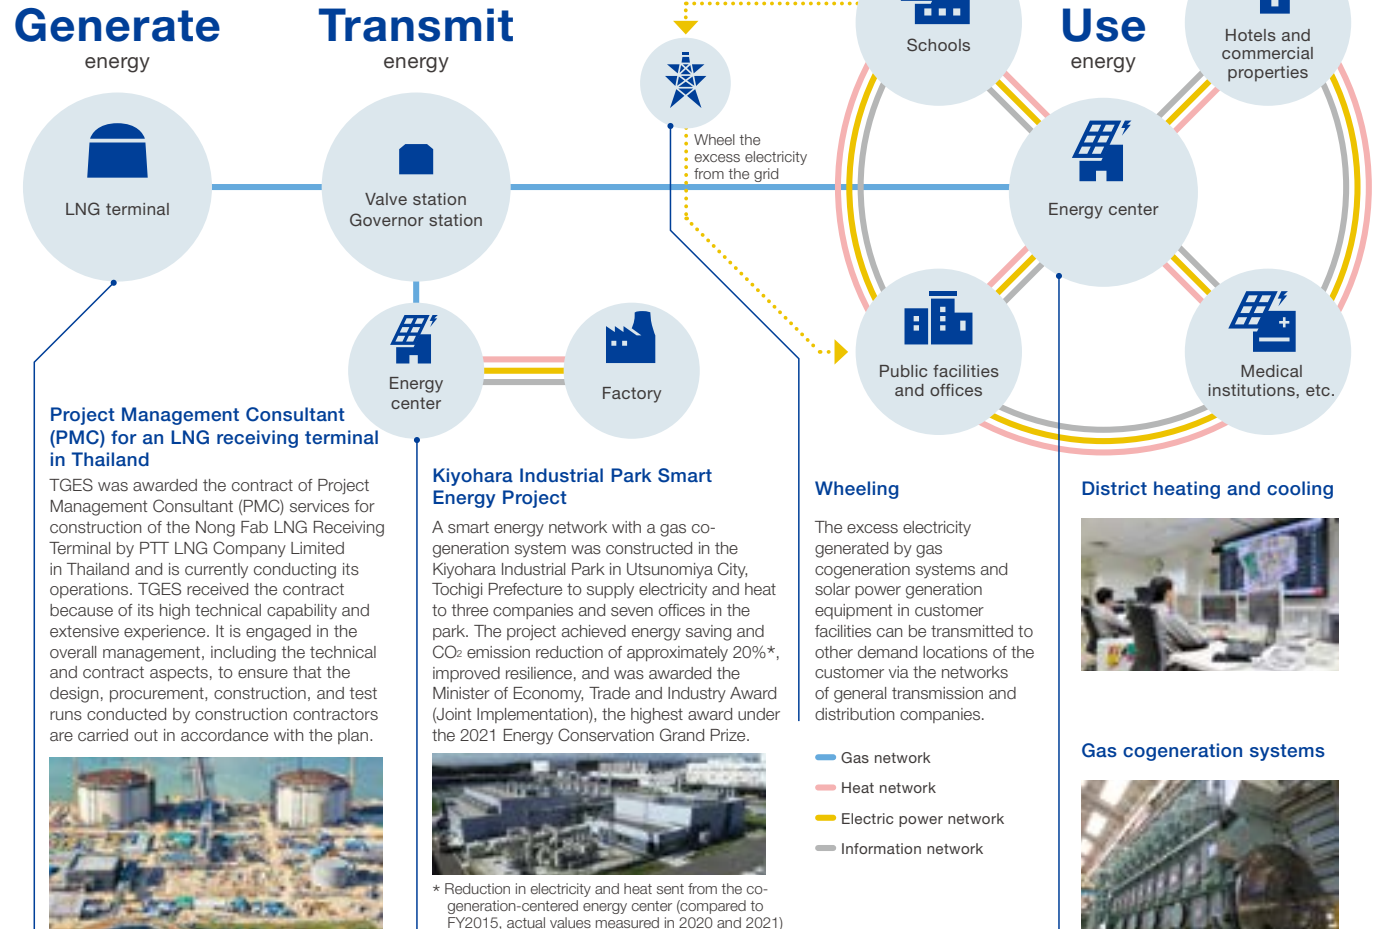 Generate
energy
Transmit
energy
Use
energy
Schools
Hotels and
commercial
properties
Wheel the
excess electricity
from the grid
LNG terminal
Valve station
Governor station
Energy center
Energy
center
Factory
Public facilities
and offices
Medical
institutions, etc.
Project Management Consultant
(PMC) for an LNG receiving terminal
in Thailand
TGES was awarded the contract of Project
Management Consultant (PMC) services for
construction of the Nong Fab LNG Receiving
Terminal by PTT LNG Company Limited
in Thailand and is currently conducting its
operations. TGES received the contract
because of its high technical capability and
extensive experience. It is engaged in the
overall management, including the technical
and contract aspects, to ensure that the
design, procurement, construction, and test
runs conducted by construction contractors
are carried out in accordance with the plan.
Kiyohara Industrial Park Smart
Energy Project
A smart energy network with a gas co-
generation system was constructed in the
Kiyohara Industrial Park in Utsunomiya City,
Tochigi Prefecture to supply electricity and heat
to three companies and seven offices in the
park. The project achieved energy saving and
CO2 emission reduction of approximately 20%*,
improved resilience, and was awarded the
Minister of Economy, Trade and Industry Award
(Joint Implementation), the highest award under
the 2021 Energy Conservation Grand Prize.
* Reduction in electricity and heat sent from the co-
generation-centered energy center (compared to
FY2015, actual values measured in 2020 and 2021)
Wheeling
The excess electricity
generated by gas
cogeneration systems and
solar power generation
equipment in customer
facilities can be transmitted to
other demand locations of the
customer via the networks
of general transmission and
distribution companies.
Gas network
Heat network
Electric power network
Information network
District heating and cooling
Gas cogeneration systems